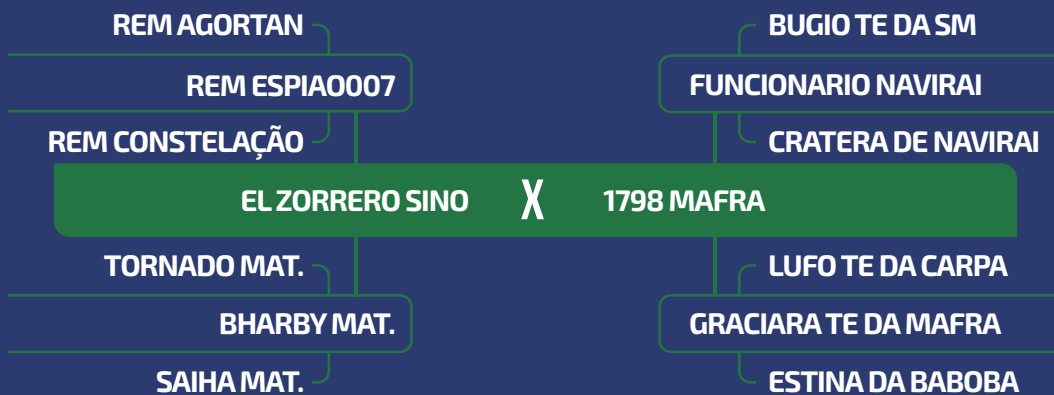 REM AGORTAN
BUGIO TE DA SM
REM ESPIAO007
FUNCIONARIO NAVIRAI
REM CONSTELAÇÃO
CRATERA DE NAVIRAI
EL ZORRERO SINO X 1798 MAFRA
TORNADO MAT.
LUFO TE DA CARPA
BHARBY MAT.
GRACIARA TE DA MAFRA
SAIHA MAT.
ESTINA DA BABOBA